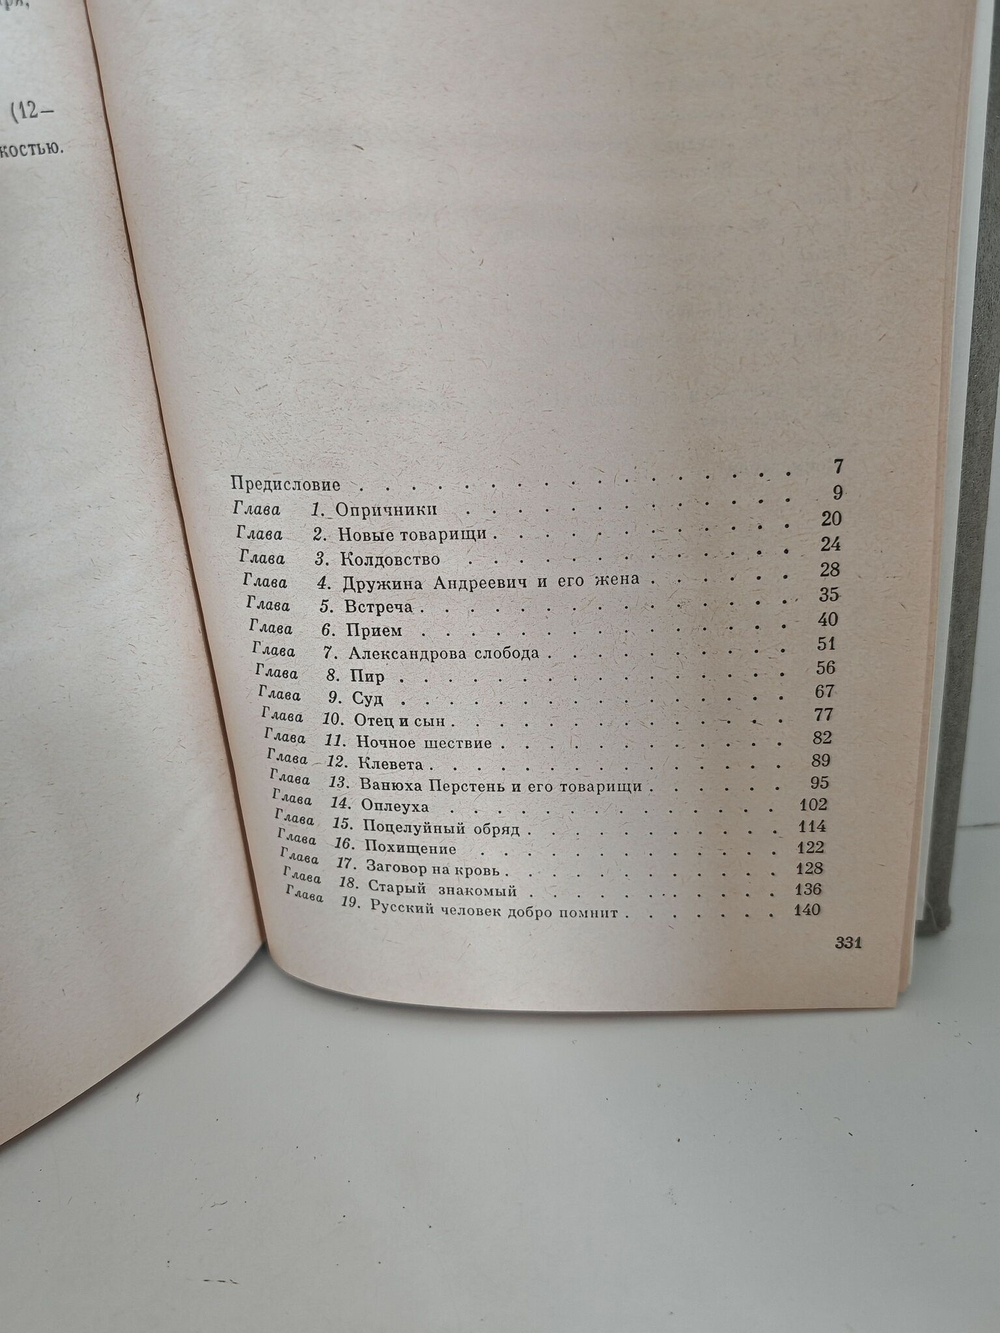 (12—
костью.
Предисловие . . . . . . . . . . . . . . . . 7
Глава 1. Опричники . . . . . . . . . . . . . 9
Глава 2. Новые товарищи . . . . . . . . . . . 20
Глава 3. Колдовство . . . . . . . . . . . . 24
Глава 4. Дружина Андреевич и его жена . . . . . . 28
Глава 5. Встреча . . . . . . . . . . . . . . 35
Глава 6. Прием . . . . . . . . . . . . . . 40
Глава 7. Александрова слобода . . . . . . . . . 51
Глава 8. Пир . . . . . . . . . . . . . . . 56
Глава 9. Суд . . . . . . . . . . . . . . . 67
Глава 10. Отец и сын . . . . . . . . . . . . 77
Глава 11. Ночное шествие . . . . . . . . . . . 82
Глава 12. Клевета . . . . . . . . . . . . . . 89
Глава 13. Ванюха Перстень и его товарищи . . . . . . 95
Глава 14. Оплеуха . . . . . . . . . . . . . 102
Глава 15. Поцелуйный обряд . . . . . . . . . . 114
Глава 16. Похищение . . . . . . . . . . . . 122
Глава 17. Заговор на кровь . . . . . . . . . . . 128
Глава 18. Старый знакомый . . . . . . . . . . 136
Глава 19. Русский человек добро помнит . . . . . . . 140
331